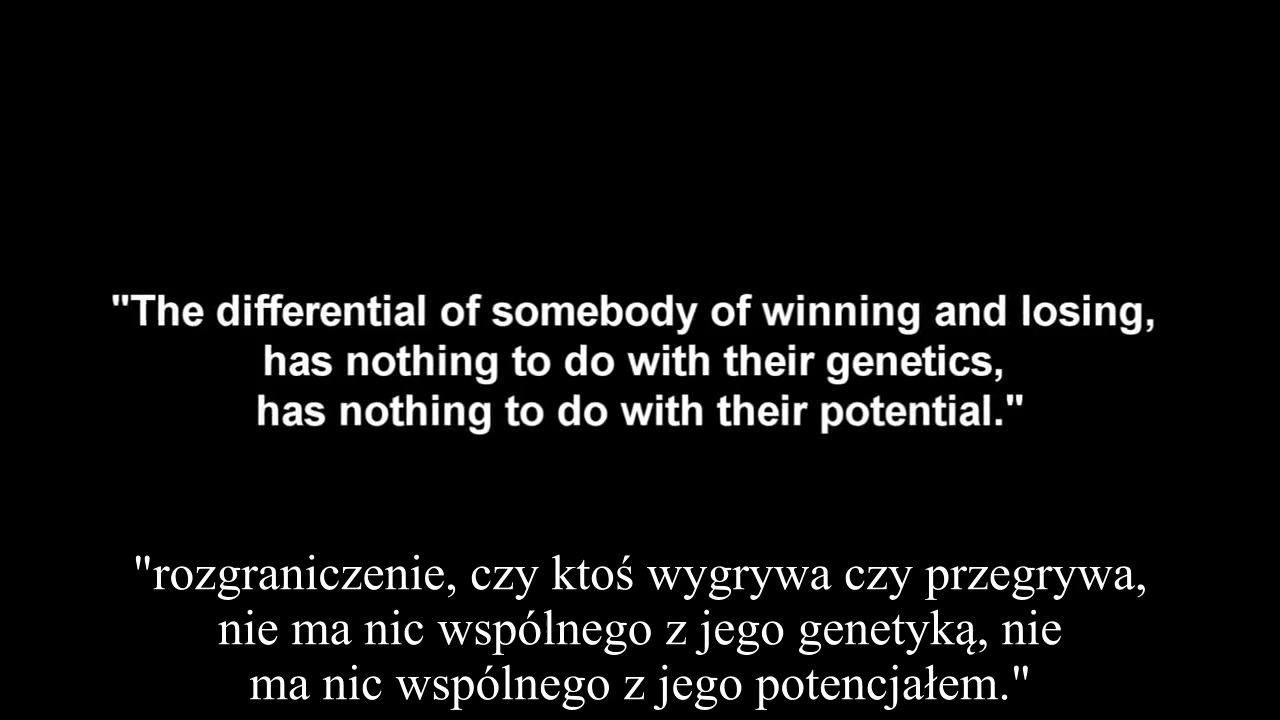 "The differential of somebody of winning and losing,
has nothing to do with their genetics,
has nothing to do with their potential."
"rozgraniczenie, czy ktoś wygrywa czy przegrywa,
nie ma nic wspólnego z jego genetyką, nie
ma nic wspólnego z jego potencjałem."